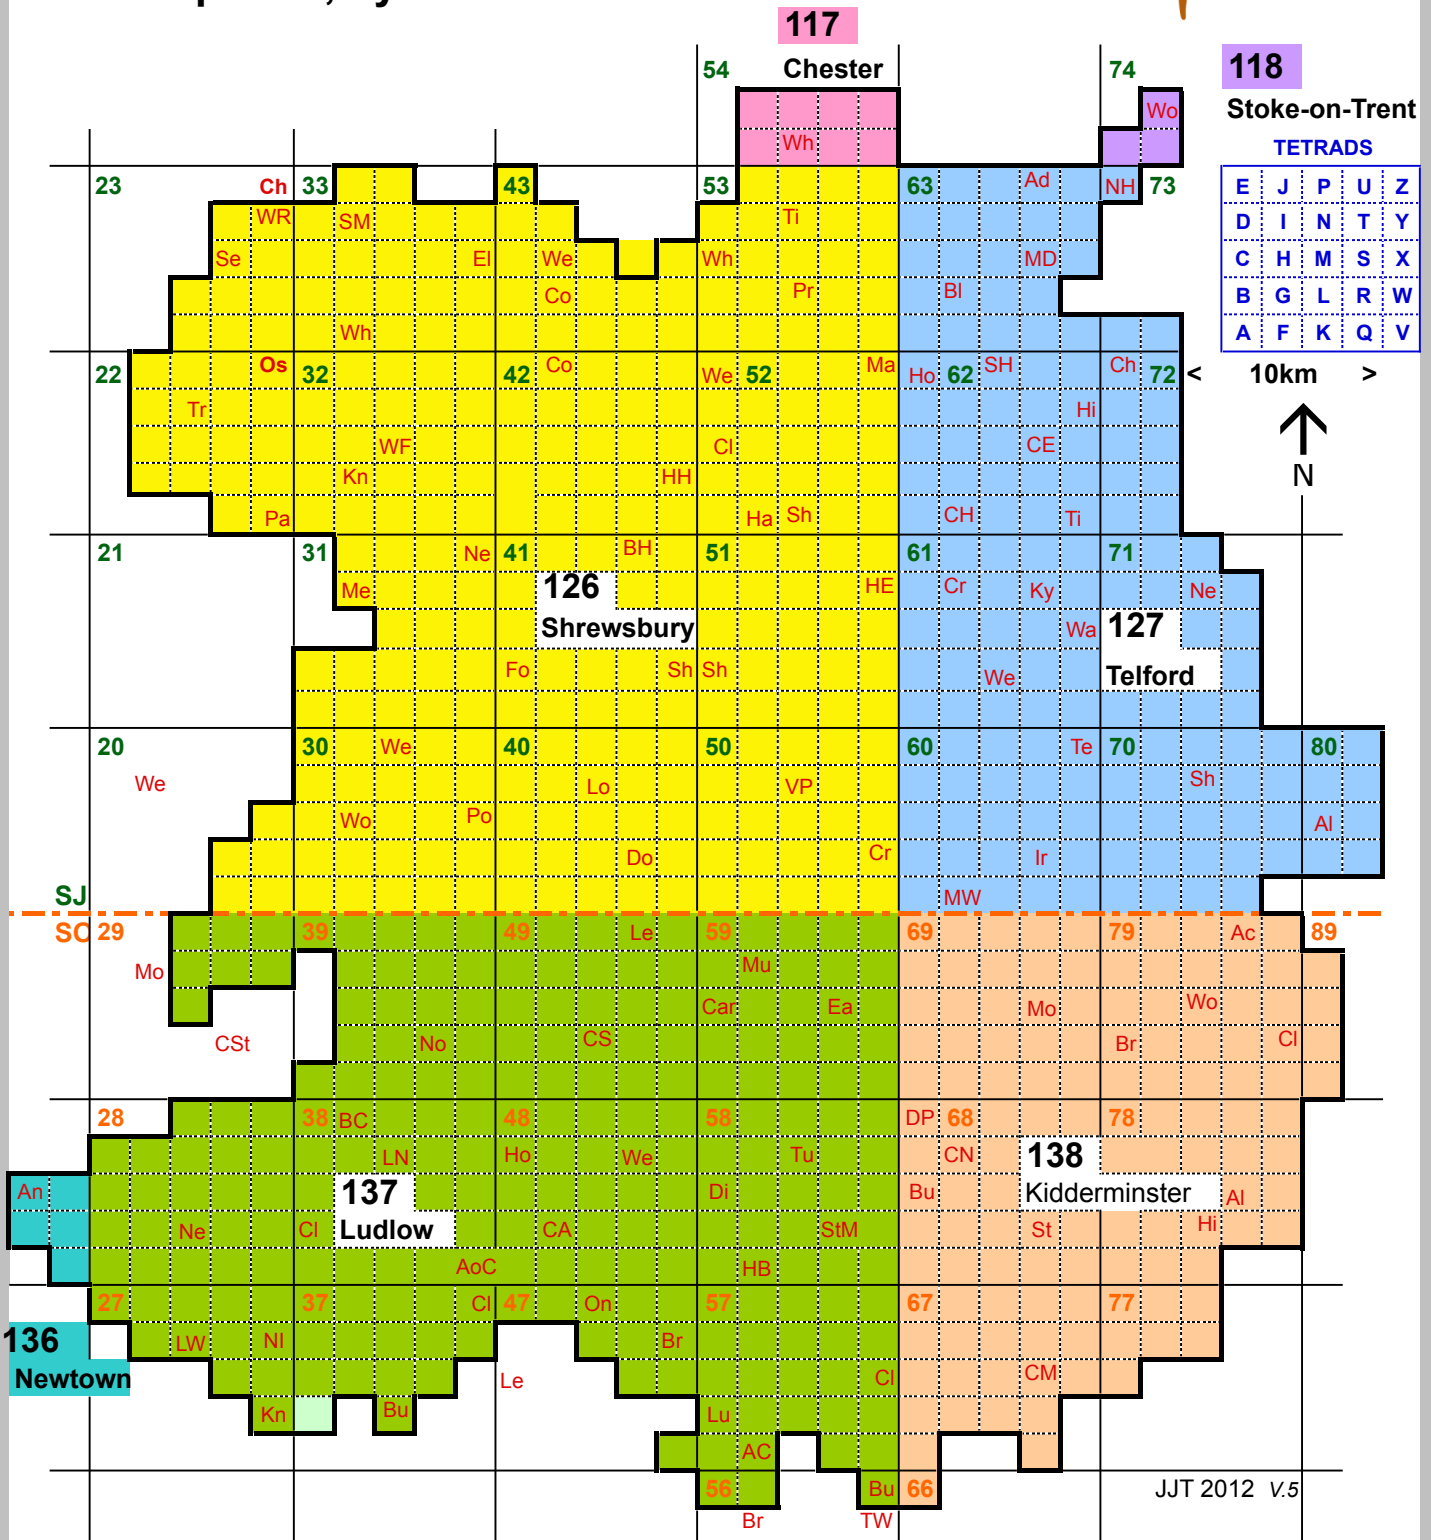 117
54 Chester 74 118
Wo
Stoke-on-Trent
Wh
TETRADS
23 Ch 33 43 53 63 Ad NH 73
E J P U Z
WR SM Ti
D I N T Y
Se El We Wh MD
C H M S X
Co Pr Bl
B G L R W
Wh
A F K Q V
22 Os 32 42 Co We 52 Ma Ho 62 SH Ch 72 < 10km >
Tr Hi
WF Cl CE
Kn HH
N
Pa Ha Sh CH Ti
21 31 Ne 41 BH 51 61 71
Me 126 HE Cr Ky Ne
Shrewsbury Wa 127
Fo Sh Sh We Telford
20 30 We 40 50 60 Te 70 80
We Lo VP Sh
Wo Po Al
Do Cr Ir
SJ MW
SO 29 39 49 Le 59 69 79 Ac 89
Mo Mu
Car Ea Mo Wo
CSt No CS Br Cl
28 38 BC 48 58 DP 68 78
LN Ho We Tu CN 138
An 137 Di Bu Kidderminster Al
Ne Cl Ludlow CA StM St Hi
AoC HB
27 37 Cl 47 On 57 67 77
136 LW NI Br
Newtown Le Cl CM
Kn Bu Lu
AC
56 Bu 66 JJT 2012 V.5
Br TW